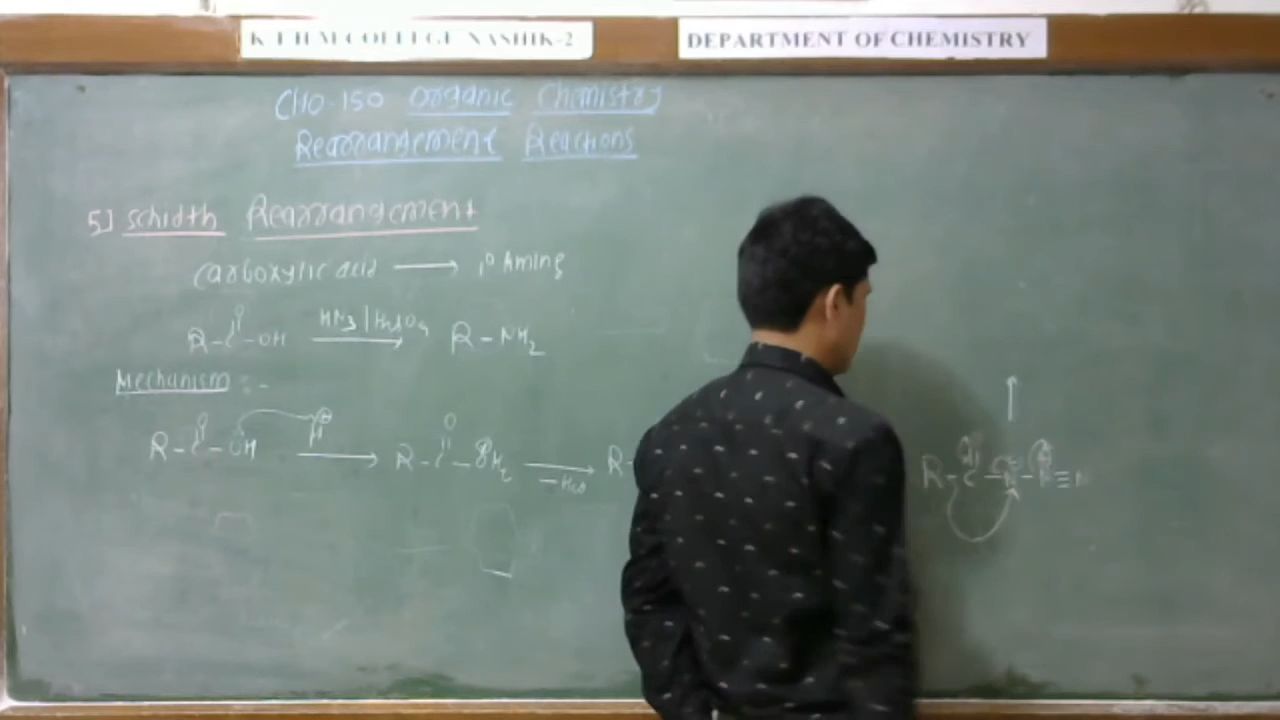 K T H M COLLEGE NASHIK-2
DEPARTMENT OF CHEMISTRY
CHO-150 Organic Chemistry
Rearrangement Reactions
5] Schidth Rearrangement
Carboxylic acid → 1° Amine
R-C(=O)-OH HN3/H2SO4 → R-NH2
Mechanism :-
R-C(=O)-OH H⊕ → R-C(=O)-OH2 -H2O → R-
R-C-N-N≡N